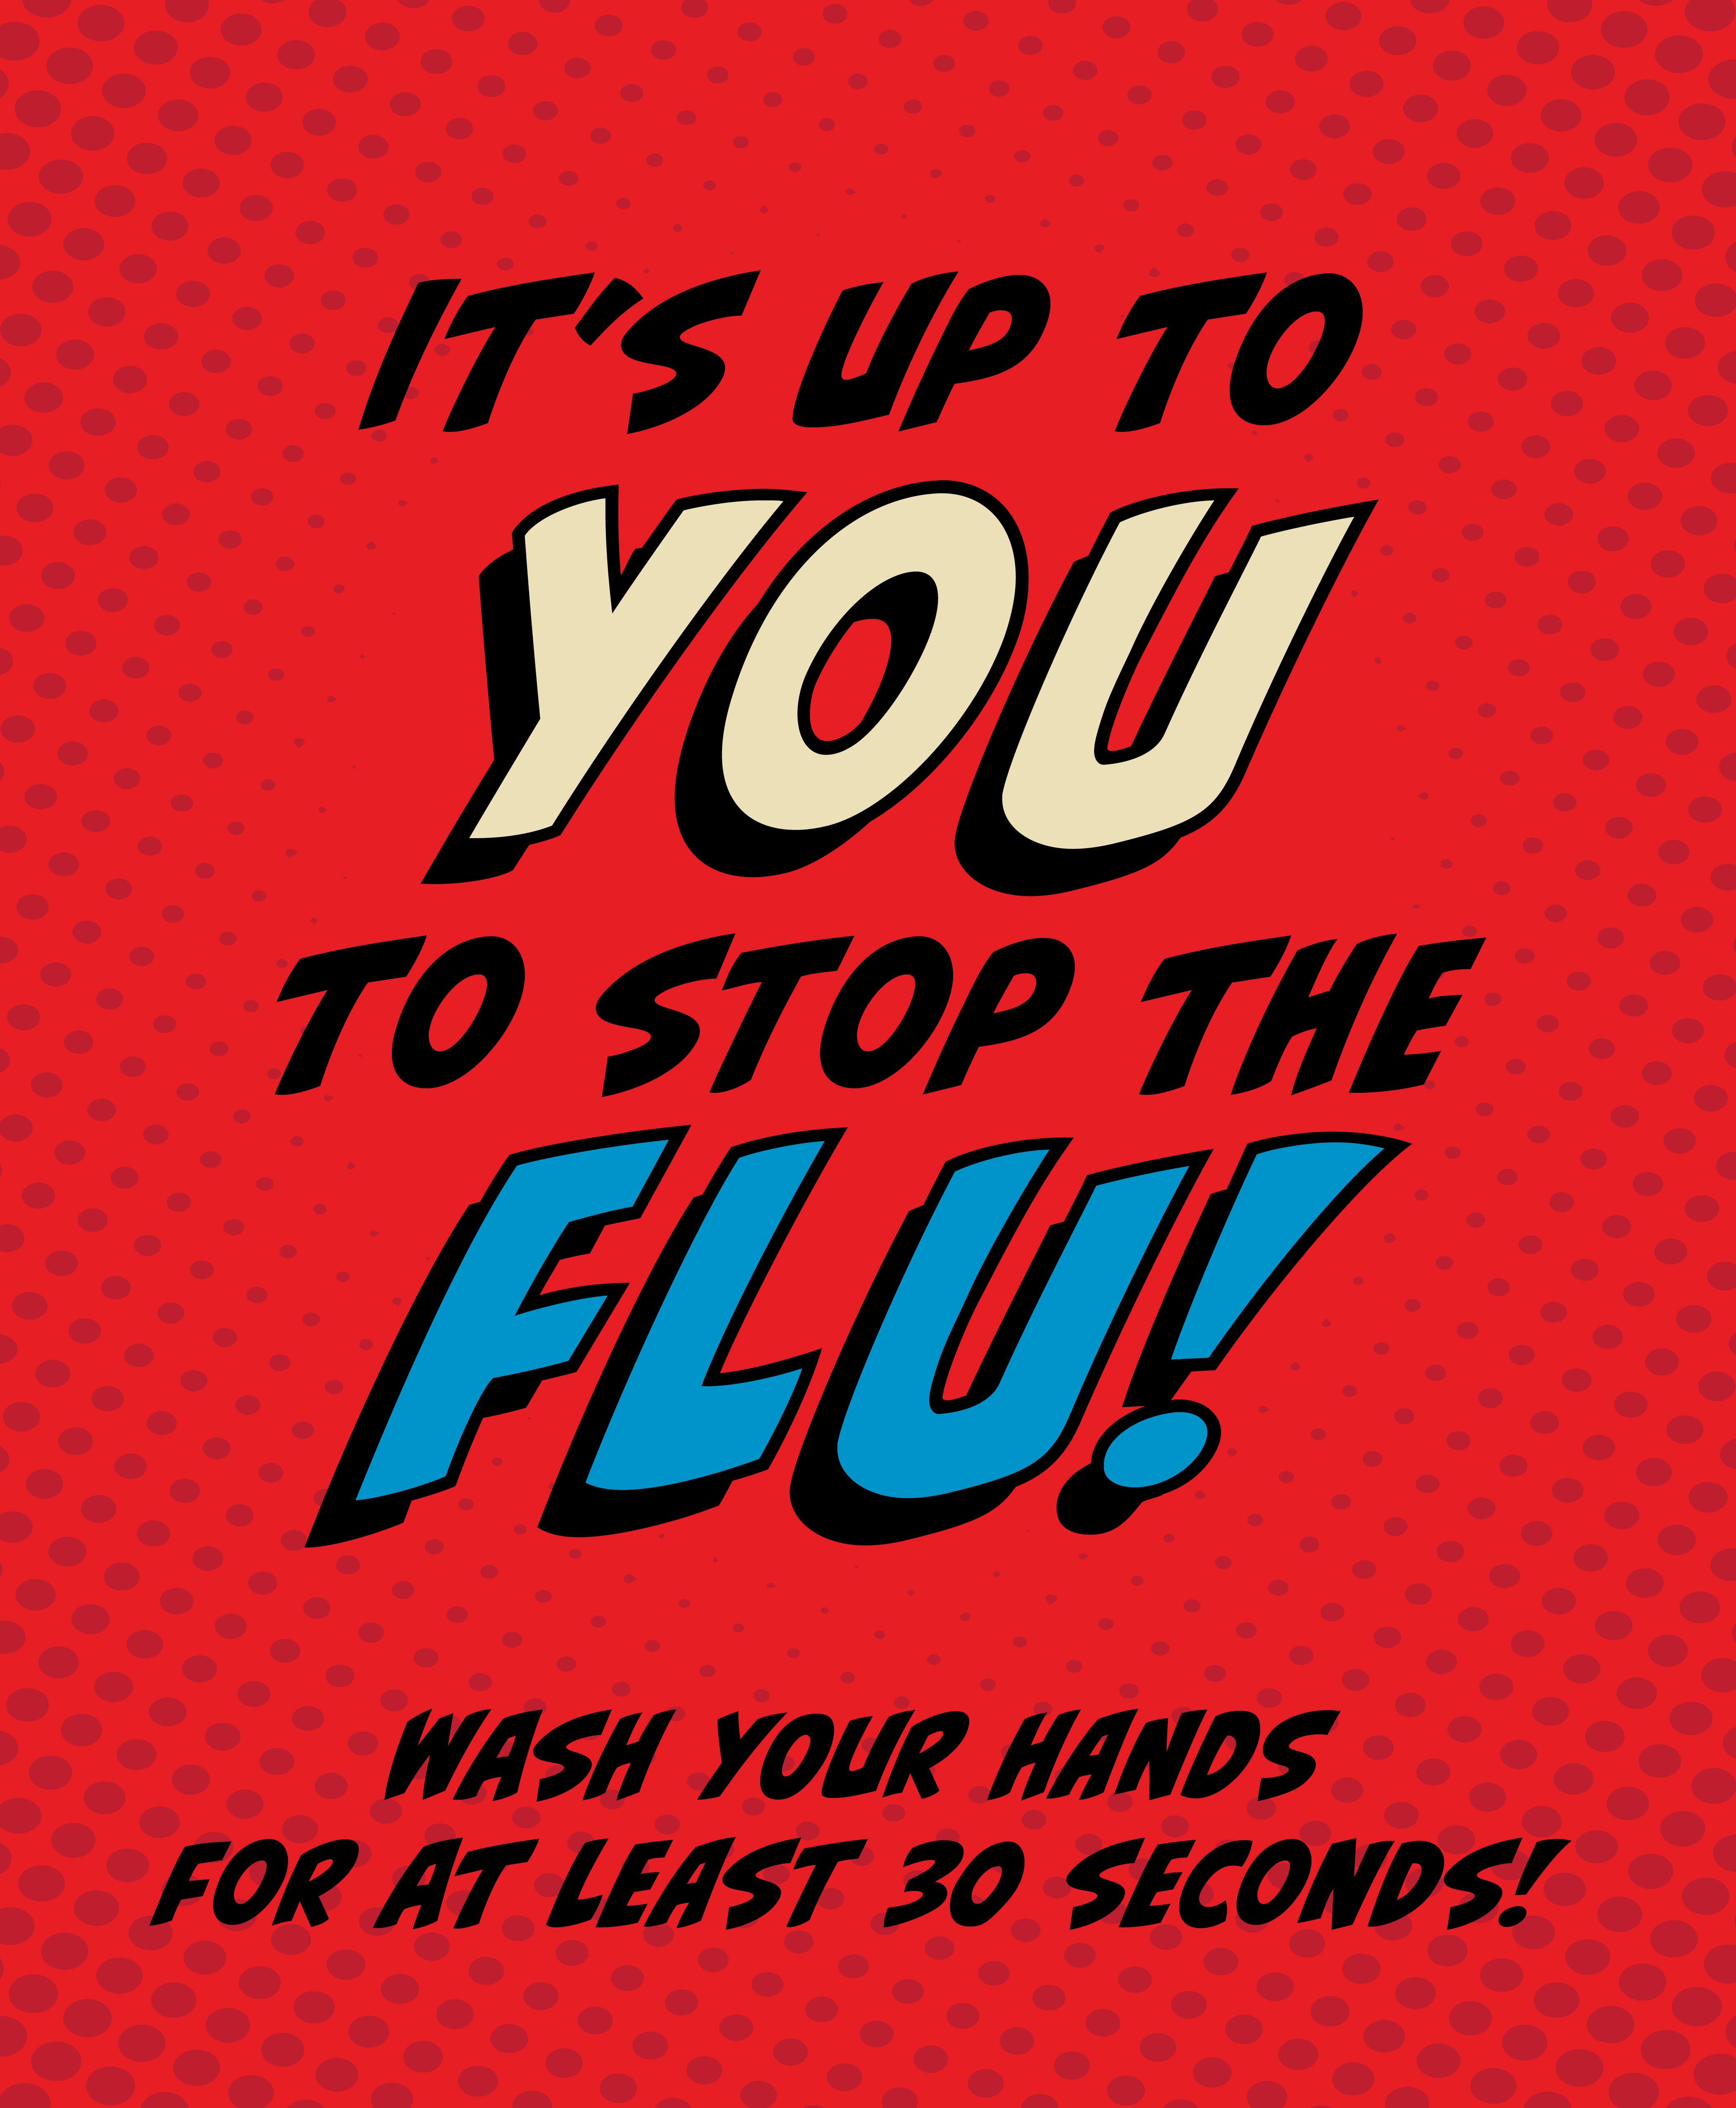 IT'S UP TO
YOU
TO STOP THE
FLU!
WASH YOUR HANDS
FOR AT LEAST 30 SECONDS!